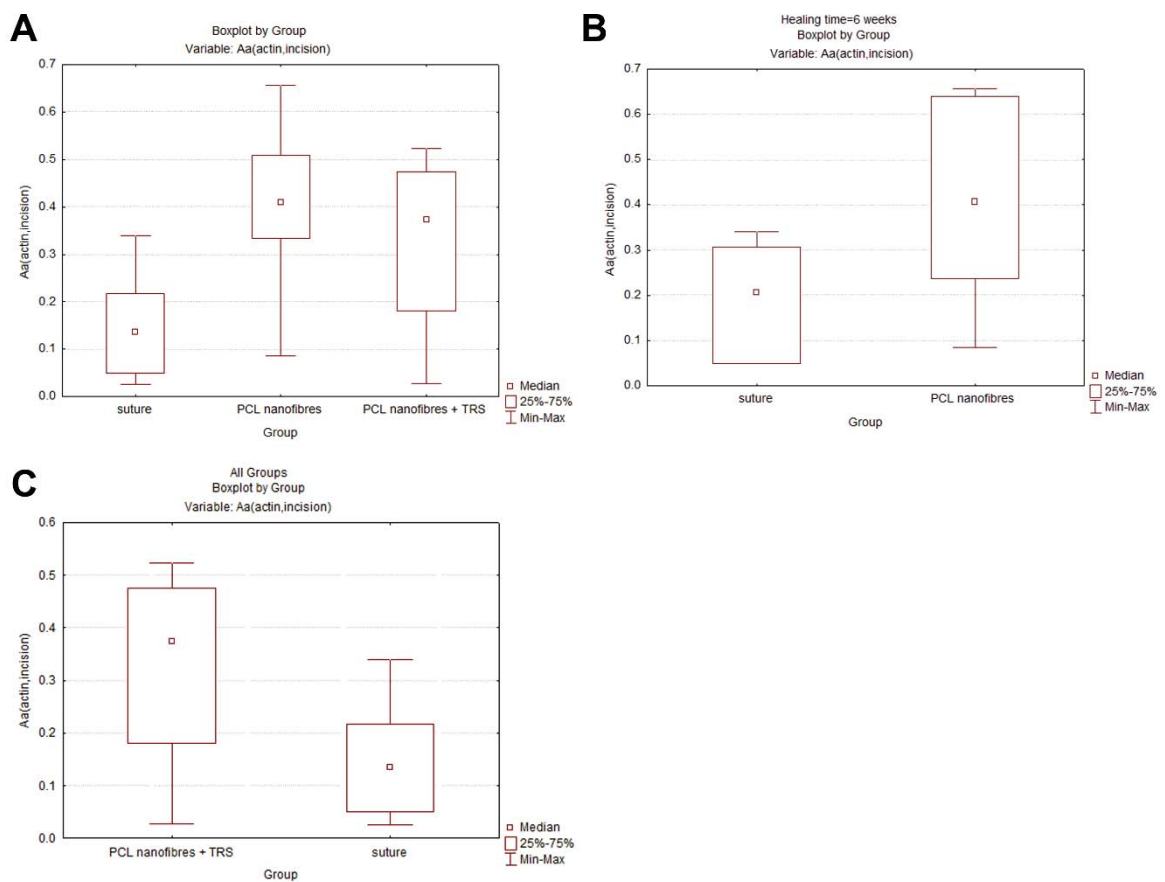 A
Boxplot by Group
Variable: Aa(actin,incision)
0.7
0.6
0.5
0.4
0.3
0.2
0.1
0.0
Aa(actin,incision)
suture
PCL nanofibres
PCL nanofibres + TRS
Group
Median
25%-75%
Min-Max
B
Healing time=6 weeks
Boxplot by Group
Variable: Aa(actin,incision)
0.7
0.6
0.5
0.4
0.3
0.2
0.1
0.0
Aa(actin,incision)
suture
PCL nanofibres
Group
Median
25%-75%
Min-Max
C
All Groups
Boxplot by Group
Variable: Aa(actin,incision)
0.6
0.5
0.4
0.3
0.2
0.1
0.0
Aa(actin,incision)
PCL nanofibres + TRS
suture
Group
Median
25%-75%
Min-Max